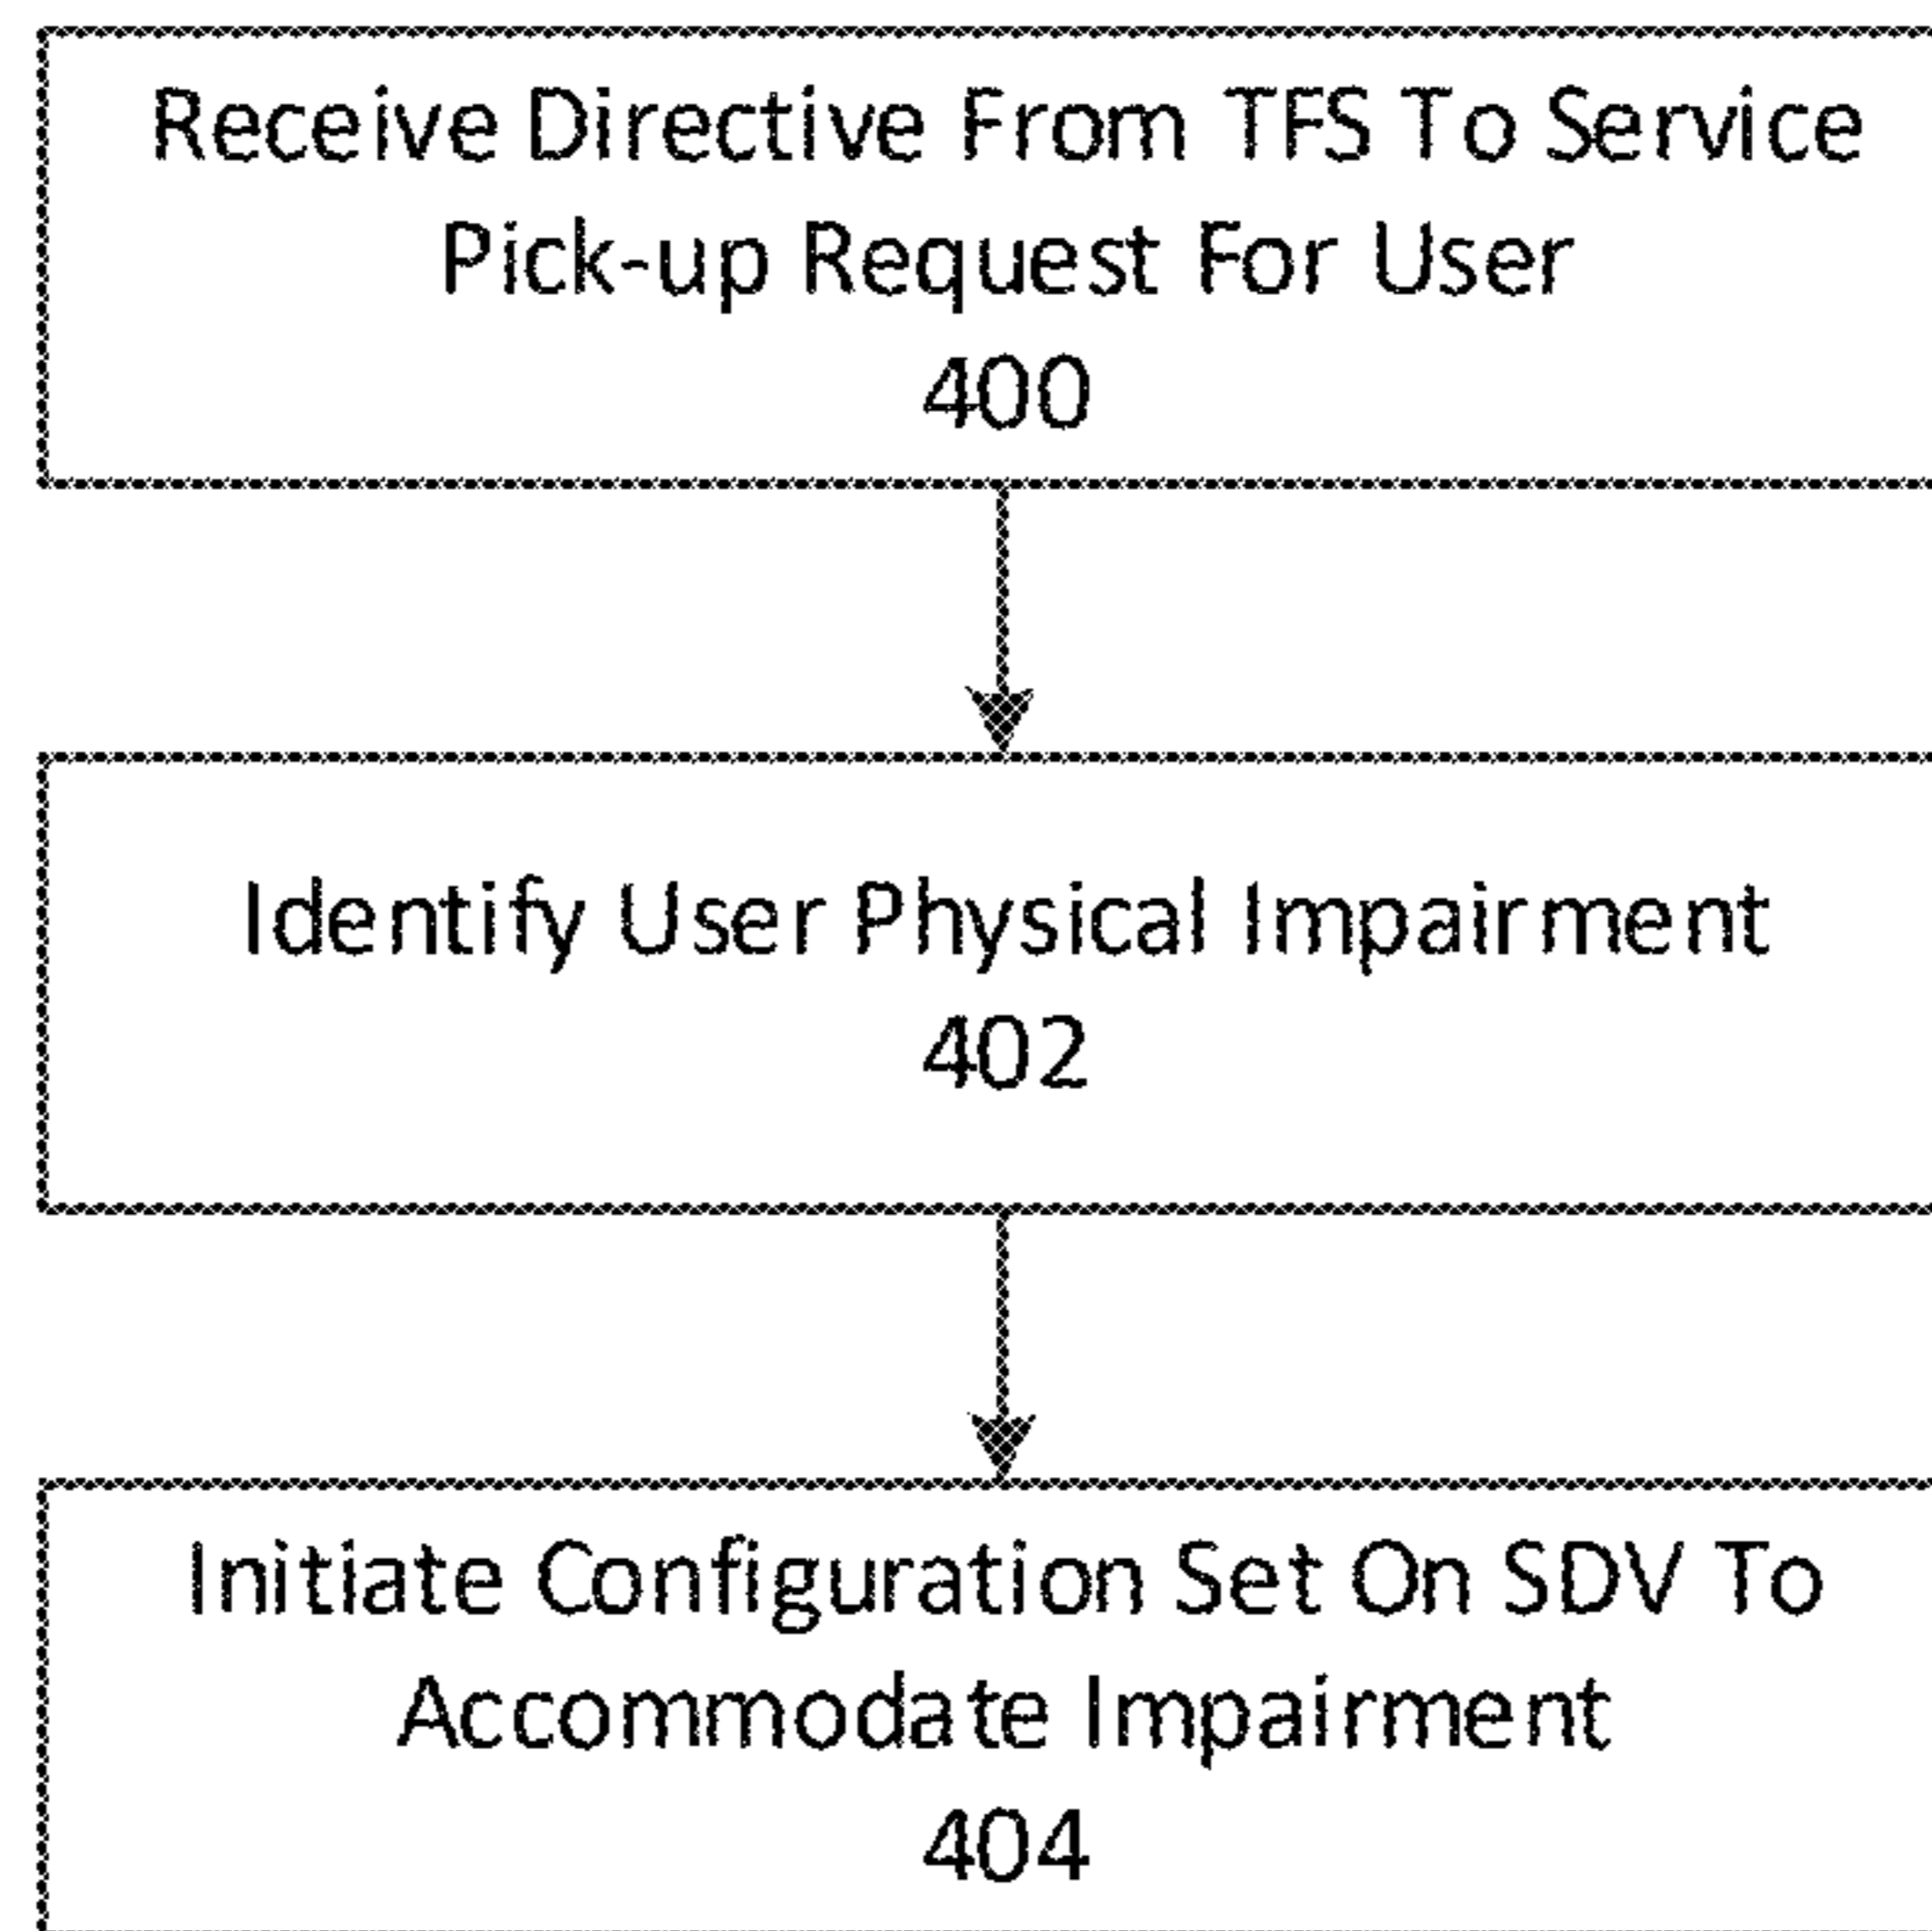 Receive Directive From TFS To Service
Pick-up Request For User
400
Identify User Physical Impairment
402
Initiate Configuration Set On SDV To
Accommodate Impairment
404